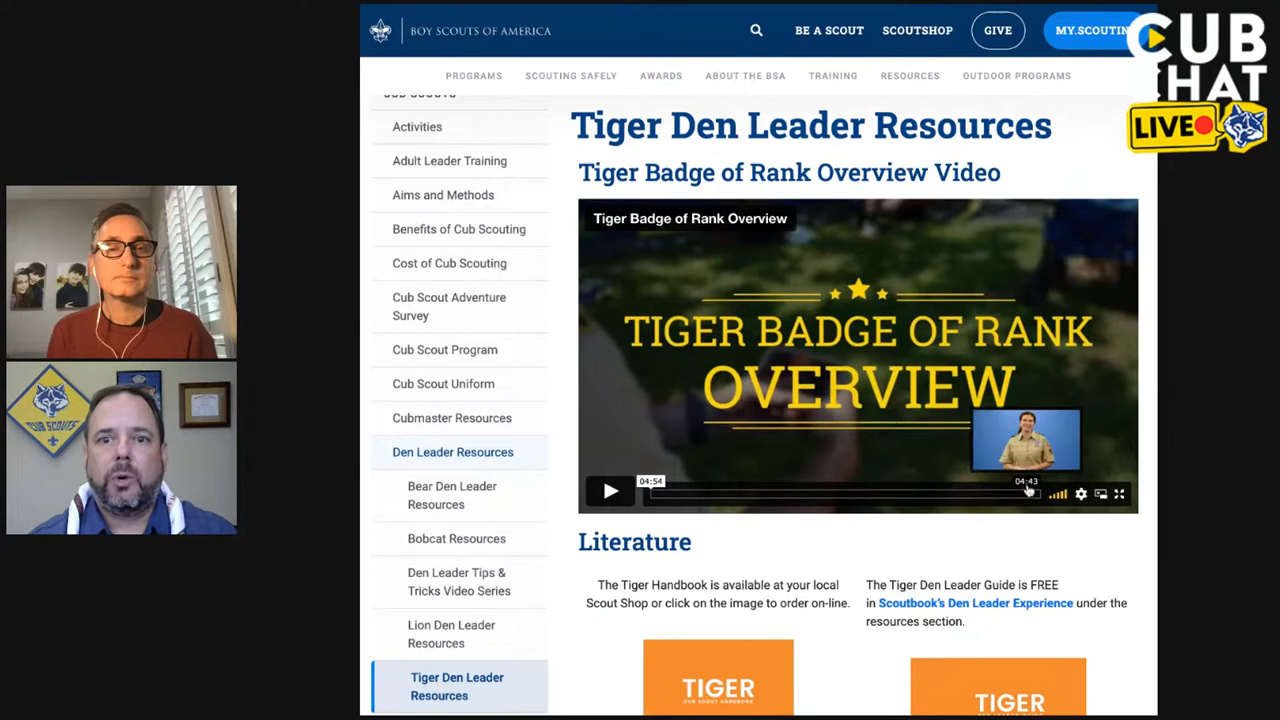 BOY SCOUTS OF AMERICA
BE A SCOUT
SCOUTSHOP
GIVE
MY.SCOUTIN
CUB
CHAT
LIVE
PROGRAMS
SCOUTING SAFELY
AWARDS
ABOUT THE BSA
TRAINING
RESOURCES
OUTDOOR PROGRAMS
CUB SCOUTS
Activities
Adult Leader Training
Aims and Methods
Benefits of Cub Scouting
Cost of Cub Scouting
Cub Scout Adventure
Survey
Cub Scout Program
Cub Scout Uniform
Cubmaster Resources
Den Leader Resources
Bear Den Leader
Resources
Bobcat Resources
Den Leader Tips &
Tricks Video Series
Lion Den Leader
Resources
Tiger Den Leader
Resources
Tiger Den Leader Resources
Tiger Badge of Rank Overview Video
Tiger Badge of Rank Overview
TIGER BADGE OF RANK
OVERVIEW
04:54
04:43
Literature
The Tiger Handbook is available at your local
Scout Shop or click on the image to order on-line.
The Tiger Den Leader Guide is FREE
in Scoutbook's Den Leader Experience under the
resources section.
TIGER
CUB SCOUT HANDBOOK
TIGER
CUB SCOUTS